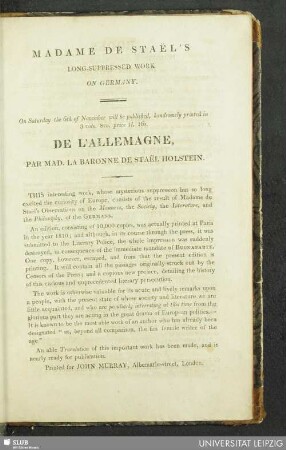 MADAME DE STAËL'S
LONG-SUPPRESSED WORK
ON GERMANY.
On Saturday the 6th of November will be published, handsomely printed in
3 vols. 8vo. price 1l. 16s.
DE L'ALLEMAGNE,
PAR MAD. LA BARONNE DE STAËL HOLSTEIN.
THIS interesting work, whose mysterious suppression has so long
excited the curiosity of Europe, consists of the result of Madame de
Staël's Observations on the Manners, the Society, the Literature, and
the Philosophy, of the GERMANS.
An edition, consisting of 10,000 copies, was actually printed at Paris
in the year 1810; and although, in its course through the press, it was
submitted to the Literary Police, the whole impression was suddenly
destroyed, in consequence of the immediate mandate of BUONAPARTE.
One copy, however, escaped, and from that the present edition is
printing. It will contain all the passages originally struck out by the
Censors of the Press; and a copious new preface, detailing the history
of this curious and unprecedented literary persecution.
The work is otherwise valuable for its acute and lively remarks upon
a people, with the present state of whose society and literature we are
little acquainted, and who are peculiarly interesting at this time from the
glorious part they are acting in the great drama of European politics.—
It is known to be the most able work of an author who has already been
designated "as, beyond all comparison, the first female writer of the
age."
An able Translation of this important work has been made, and is
nearly ready for publication.
Printed for JOHN MURRAY, Albemarle-street, London.
SLUB
UNIVERSITÄT LEIPZIG